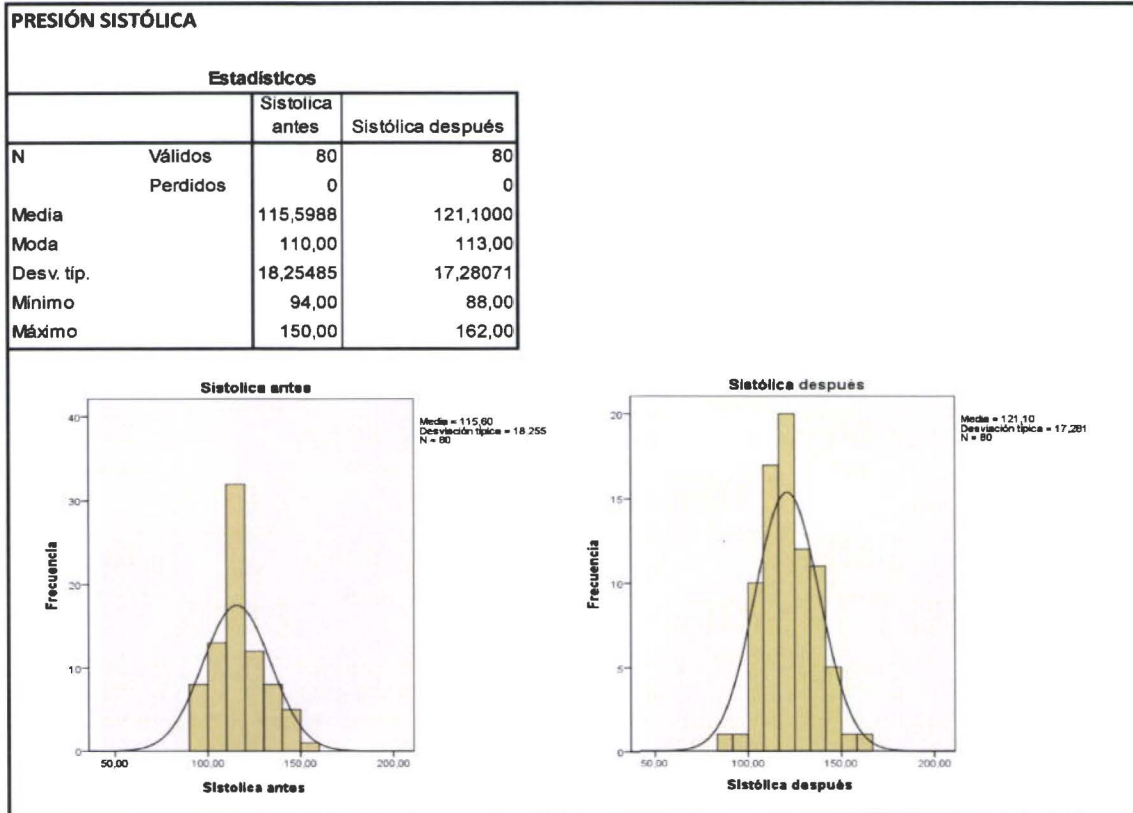 PRESIÓN SISTÓLICA
Estadísticos
Sistolica antes Sistólica después
N Válidos 80 80
Perdidos 0 0
Media 115,5988 121,1000
Moda 110,00 113,00
Desv. típ. 18,25485 17,28071
Mínimo 94,00 88,00
Máximo 150,00 162,00
Sistolica antes
Media = 115,60
Desviación típica = 18,255
N = 80
40
30
20
10
0
Frecuencia
50,00 100,00 150,00 200,00
Sistolica antes
Sistólica después
Media = 121,10
Desviación típica = 17,281
N = 80
20
15
10
5
0
Frecuencia
50,00 100,00 150,00 200,00
Sistólica después